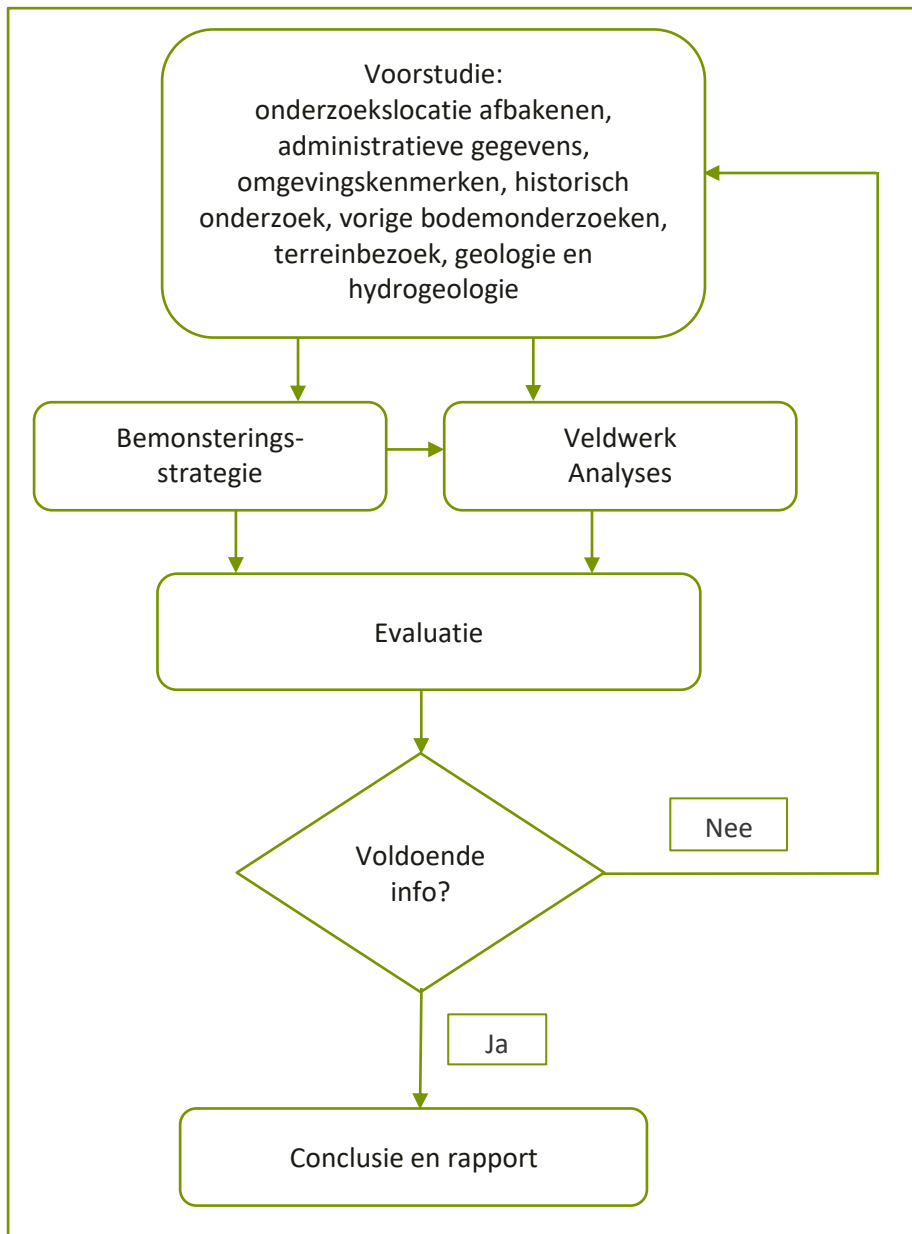 Voorstudie:
onderzoekslocatie afbakenen,
administratieve gegevens,
omgevingskenmerken, historisch
onderzoek, vorige bodemonderzoeken,
terreinbezoek, geologie en
hydrogeologie
Bemonsterings-
strategie
Veldwerk
Analyses
Evaluatie
Voldoende
info?
Nee
Ja
Conclusie en rapport